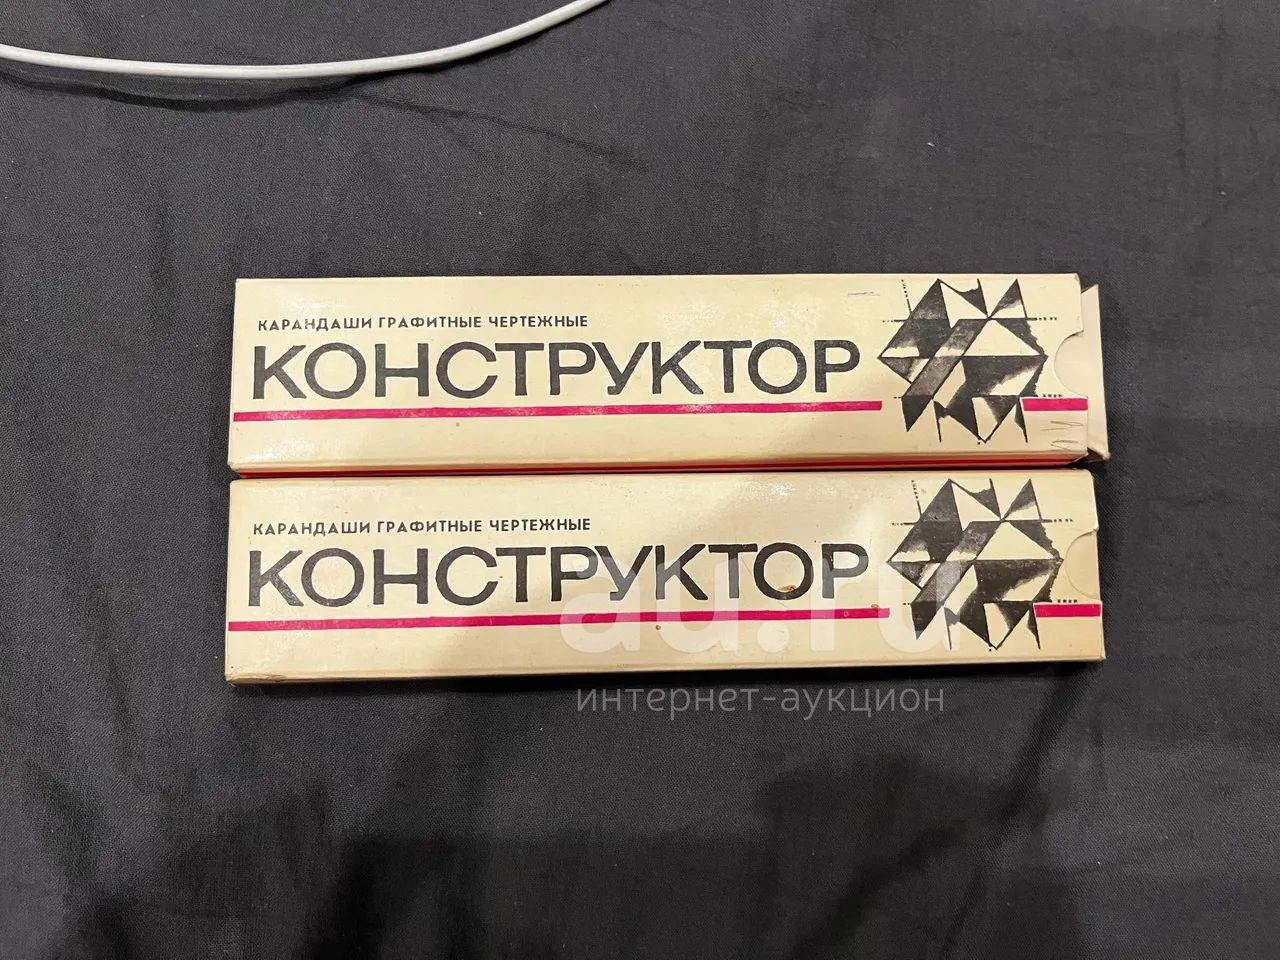 КАРАНДАШИ ГРАФИТНЫЕ ЧЕРТЕЖНЫЕ
КОНСТРУКТОР
КАРАНДАШИ ГРАФИТНЫЕ ЧЕРТЕЖНЫЕ
КОНСТРУКТОР
au.ru
интернет-аукцион